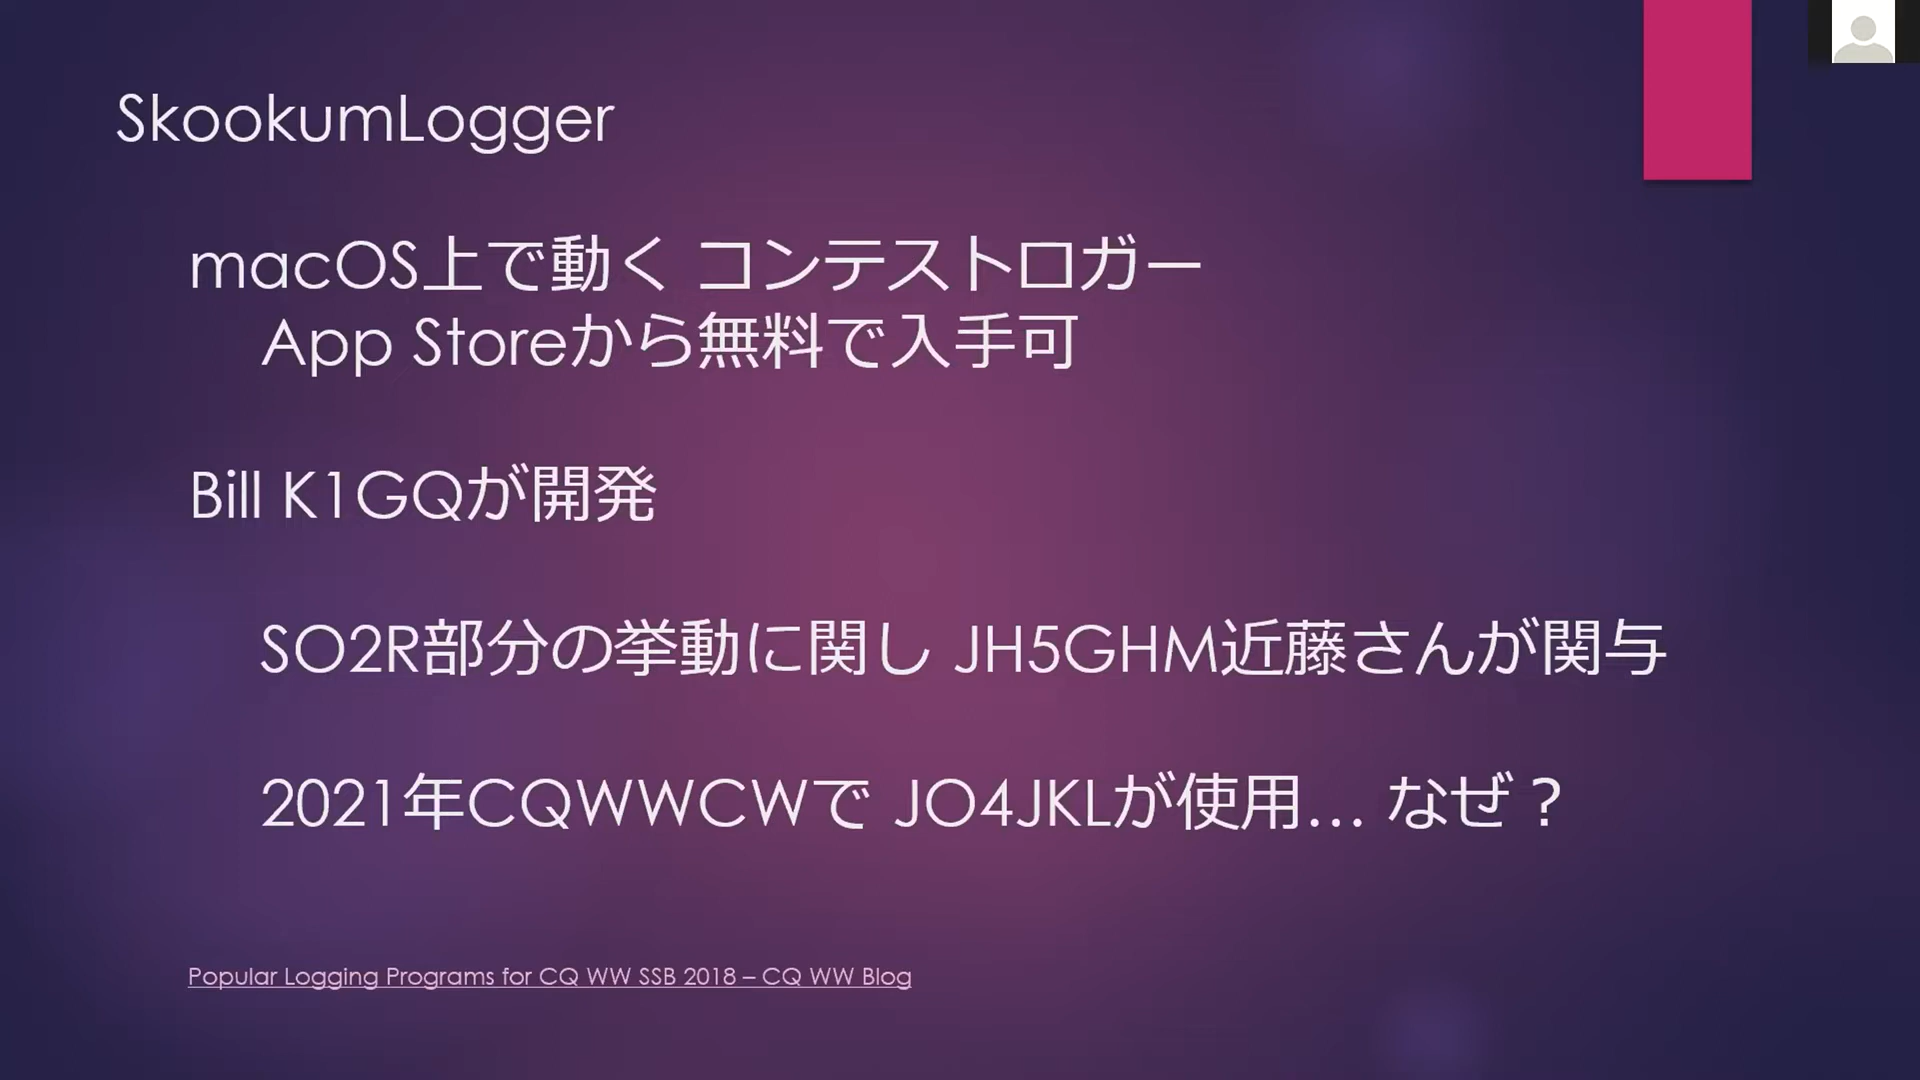 SkookumLogger
macOS上で動く コンテストロガー
App Storeから無料で入手可
Bill K1GQが開発
SO2R部分の挙動に関し JH5GHM近藤さんが関与
2021年CQWWCWで JO4JKLが使用… なぜ？
Popular Logging Programs for CQ WW SSB 2018 – CQ WW Blog